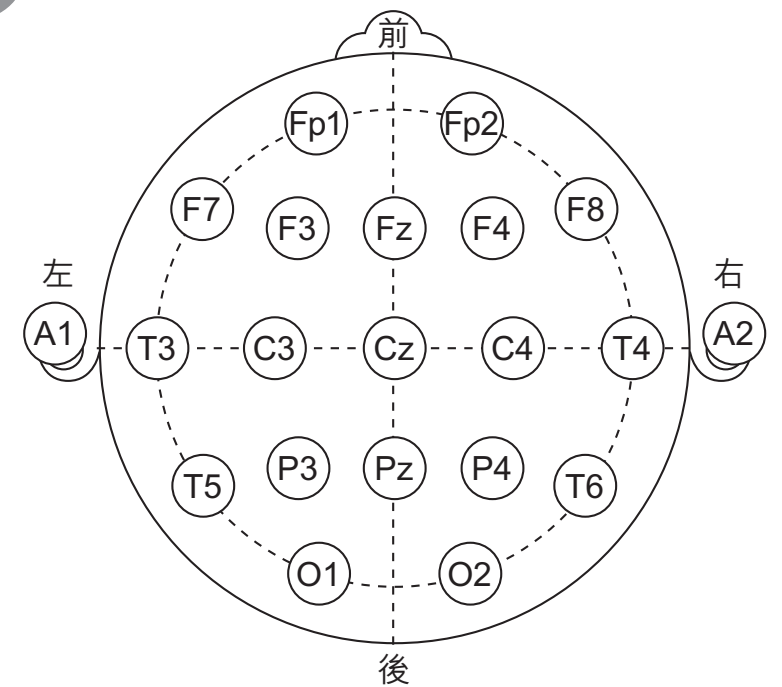 前
Fp1 Fp2
F7 F3 Fz F4 F8
左 右
A1 T3 C3 Cz C4 T4 A2
T5 P3 Pz P4 T6
O1 O2
後